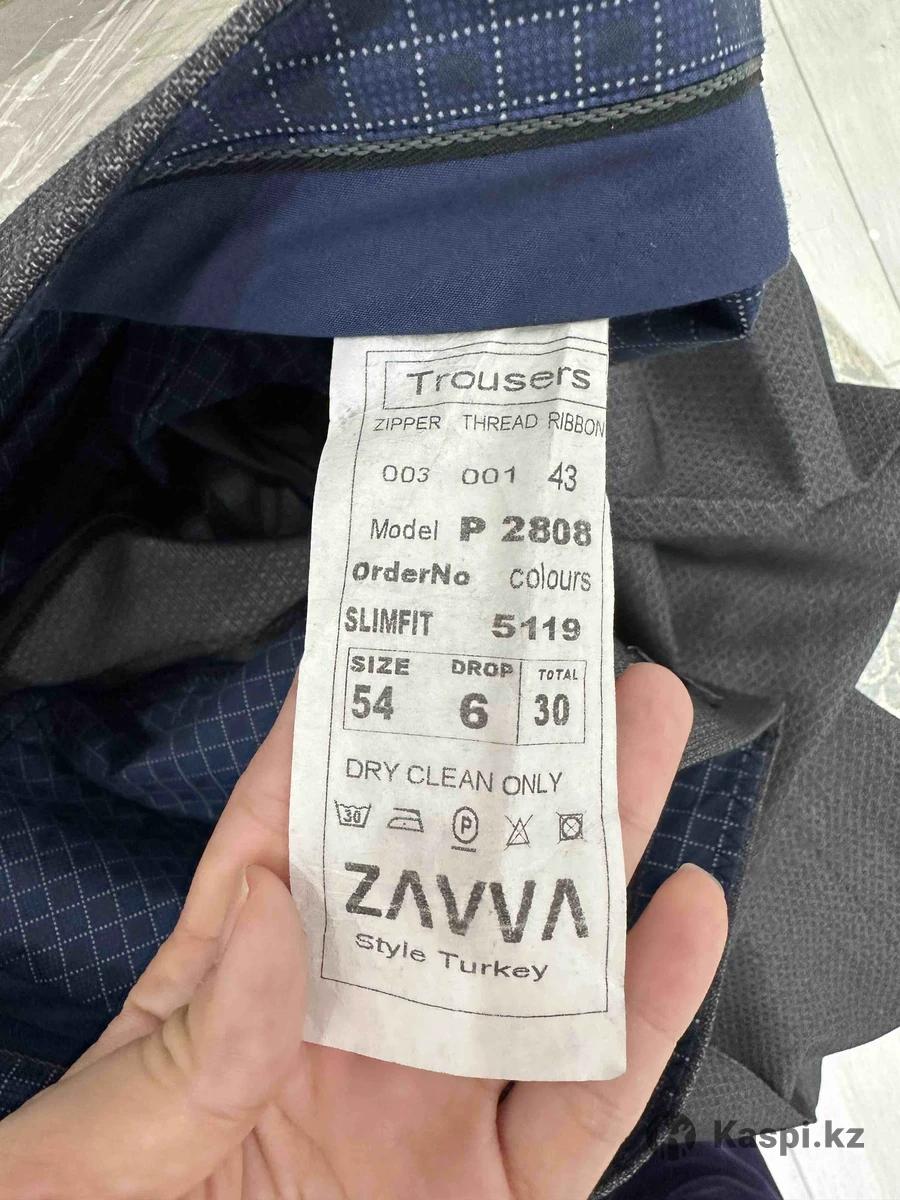 Trousers
ZIPPER THREAD RIBBON
003 001 43
Model P 2808
OrderNo colours
SLIMFIT 5119
SIZE DROP TOTAL
54 6 30
DRY CLEAN ONLY
30 P
ZAVVA
Style Turkey
Kaspi.kz